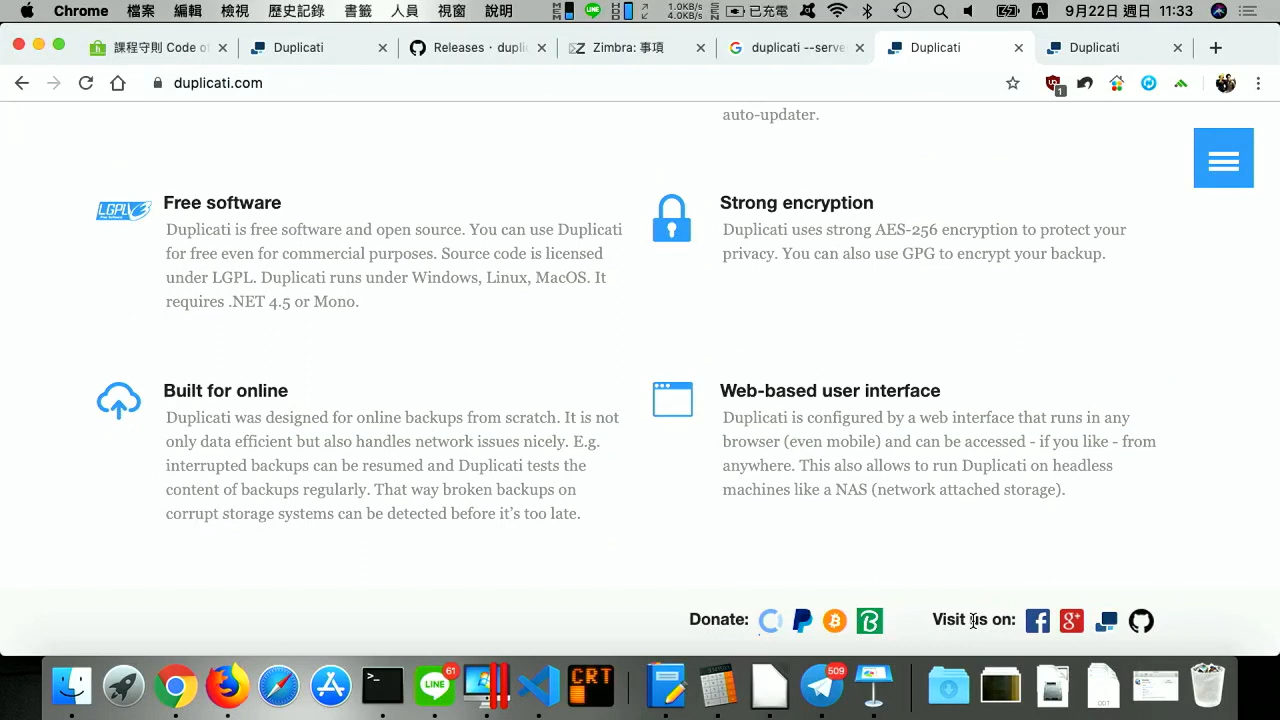 Chrome 檔案 編輯 檢視 歷史記錄 書籤 人員 視窗 說明 1.0KB/s 4.0KB/s 已充電 A 9月22日 週日 11:33
課程守則 Code of Duplicati Releases · duplic Zimbra: 事項 duplicati --serve Duplicati Duplicati
duplicati.com
1
auto-updater.
LGPLv3
Free software
Duplicati is free software and open source. You can use Duplicati
for free even for commercial purposes. Source code is licensed
under LGPL. Duplicati runs under Windows, Linux, MacOS. It
requires .NET 4.5 or Mono.
Strong encryption
Duplicati uses strong AES-256 encryption to protect your
privacy. You can also use GPG to encrypt your backup.
Built for online
Duplicati was designed for online backups from scratch. It is not
only data efficient but also handles network issues nicely. E.g.
interrupted backups can be resumed and Duplicati tests the
content of backups regularly. That way broken backups on
corrupt storage systems can be detected before it's too late.
Web-based user interface
Duplicati is configured by a web interface that runs in any
browser (even mobile) and can be accessed - if you like - from
anywhere. This also allows to run Duplicati on headless
machines like a NAS (network attached storage).
Donate: Visit us on:
61 CRT 509